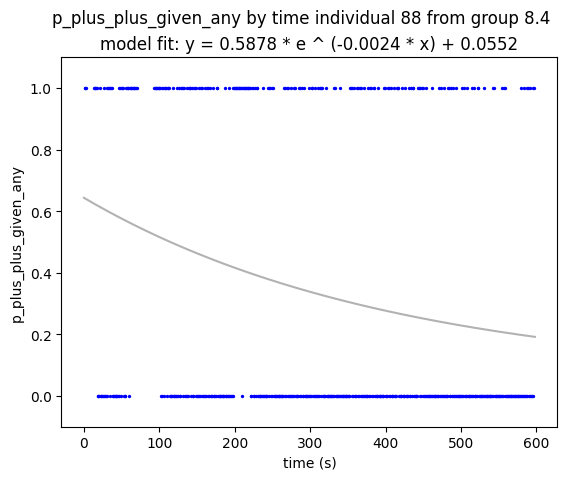 p_plus_plus_given_any by time individual 88 from group 8.4
model fit: y = 0.5878 * e ^ (-0.0024 * x) + 0.0552
1.0
0.8
0.6
0.4
0.2
0.0
p_plus_plus_given_any
0 100 200 300 400 500 600
time (s)